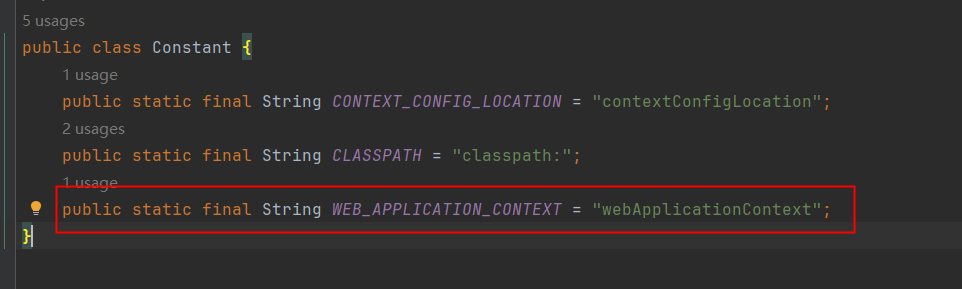 5 usages
public class Constant {
1 usage
public static final String CONTEXT_CONFIG_LOCATION = "contextConfigLocation";
2 usages
public static final String CLASSPATH = "classpath:";
1 usage
public static final String WEB_APPLICATION_CONTEXT = "webApplicationContext";
}